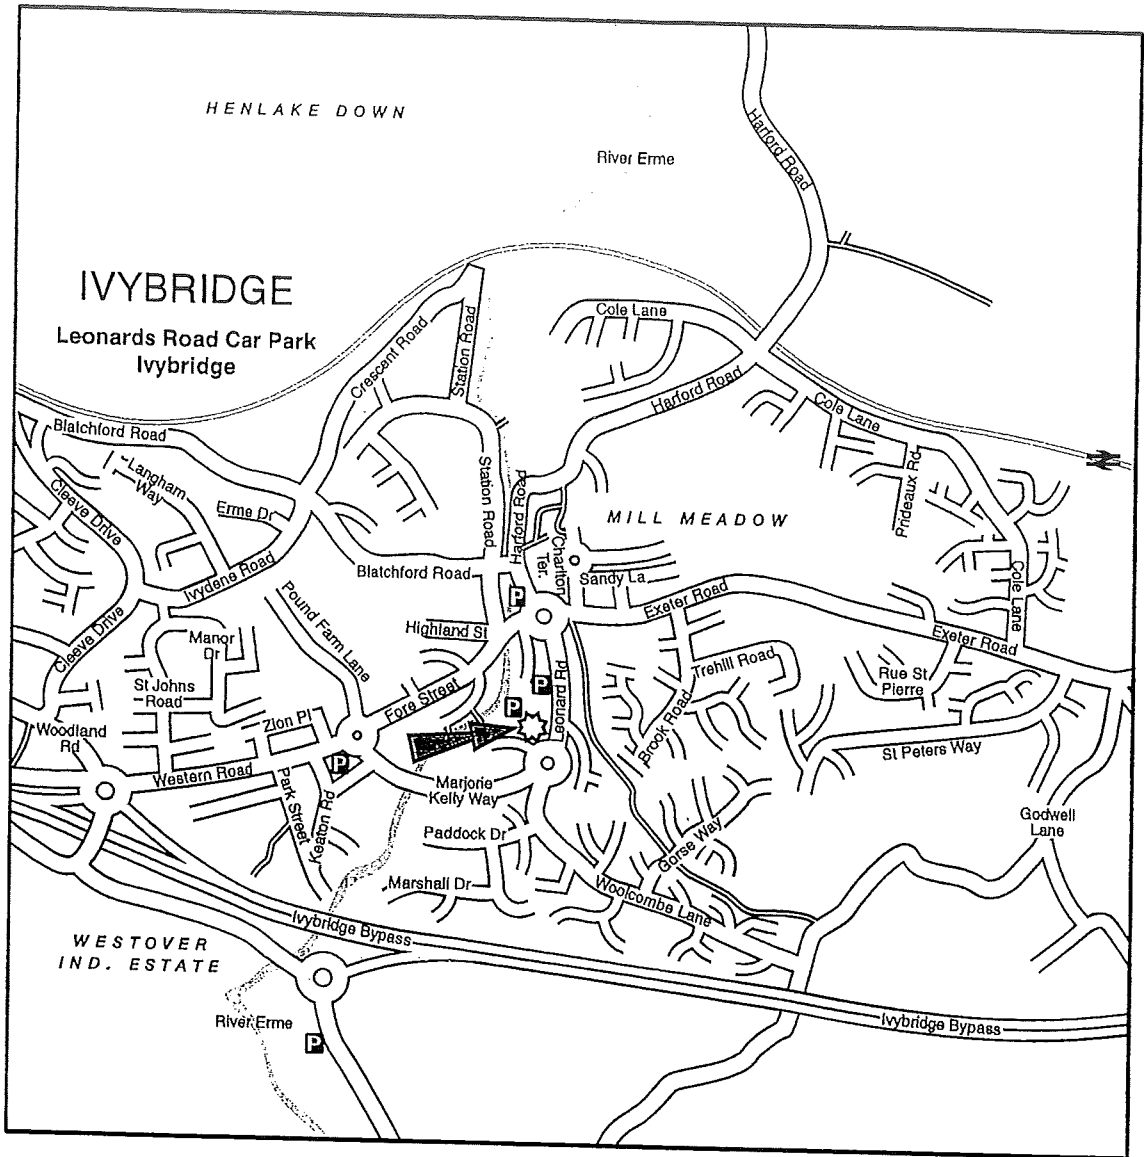 HENLAKE DOWN
River Erme
Harford Road
IVYBRIDGE
Leonards Road Car Park
Ivybridge
Cole Lane
Crescent Road
Station Road
Harford Road
Cole Lane
Blatchford Road
Langham
Way
Cleeve Drive
Erme Dr
Station Road
Harford Road
Prideaux Rd
MILL MEADOW
Charlton
Ter.
Blatchford Road
Sandy La
Ivydene Road
Cole Lane
P
Exeter Road
Pound Farm Lane
Highland St
Exeter Road
Cleeve Drive
Manor
Dr
Trehill Road
Rue St
Pierre
St Johns
Road
Fore Street
P
P
Leonard Rd
Zion Pl
Brook Road
Woodland
Rd
St Peters Way
Western Road
P
Marjorie
Kelly Way
Park Street
Keaton Rd
Godwell
Lane
Paddock Dr
Gorse Way
Marshall Dr
Woolcombe Lane
Ivybridge Bypass
WESTOVER
IND. ESTATE
River Erme
P
Ivybridge Bypass